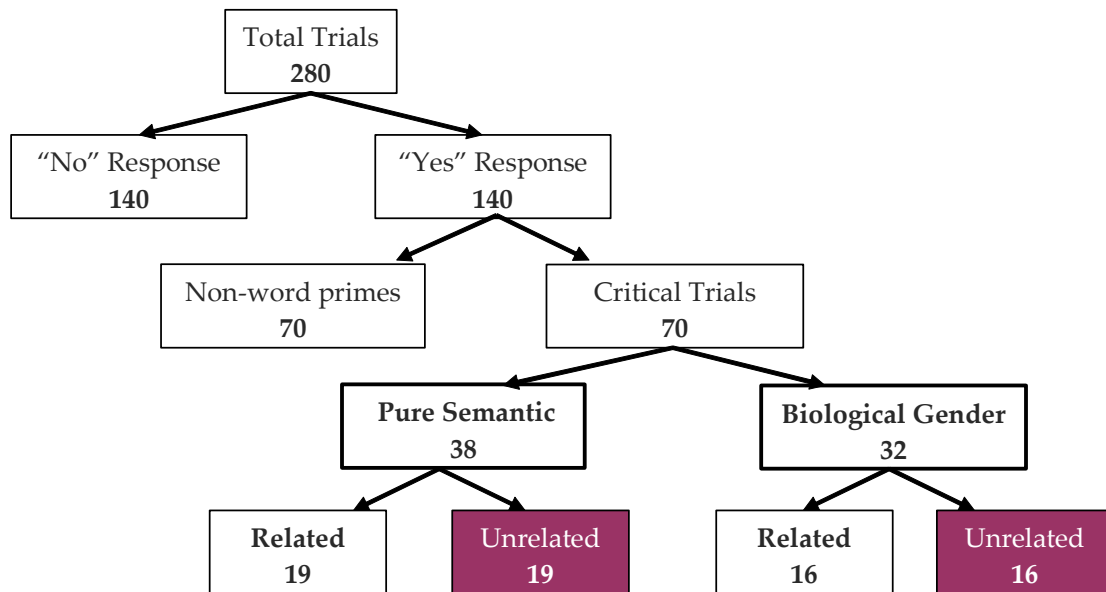 Total Trials
280
“No” Response
140
“Yes” Response
140
Non-word primes
70
Critical Trials
70
Pure Semantic
38
Biological Gender
32
Related
19
Unrelated
19
Related
16
Unrelated
16